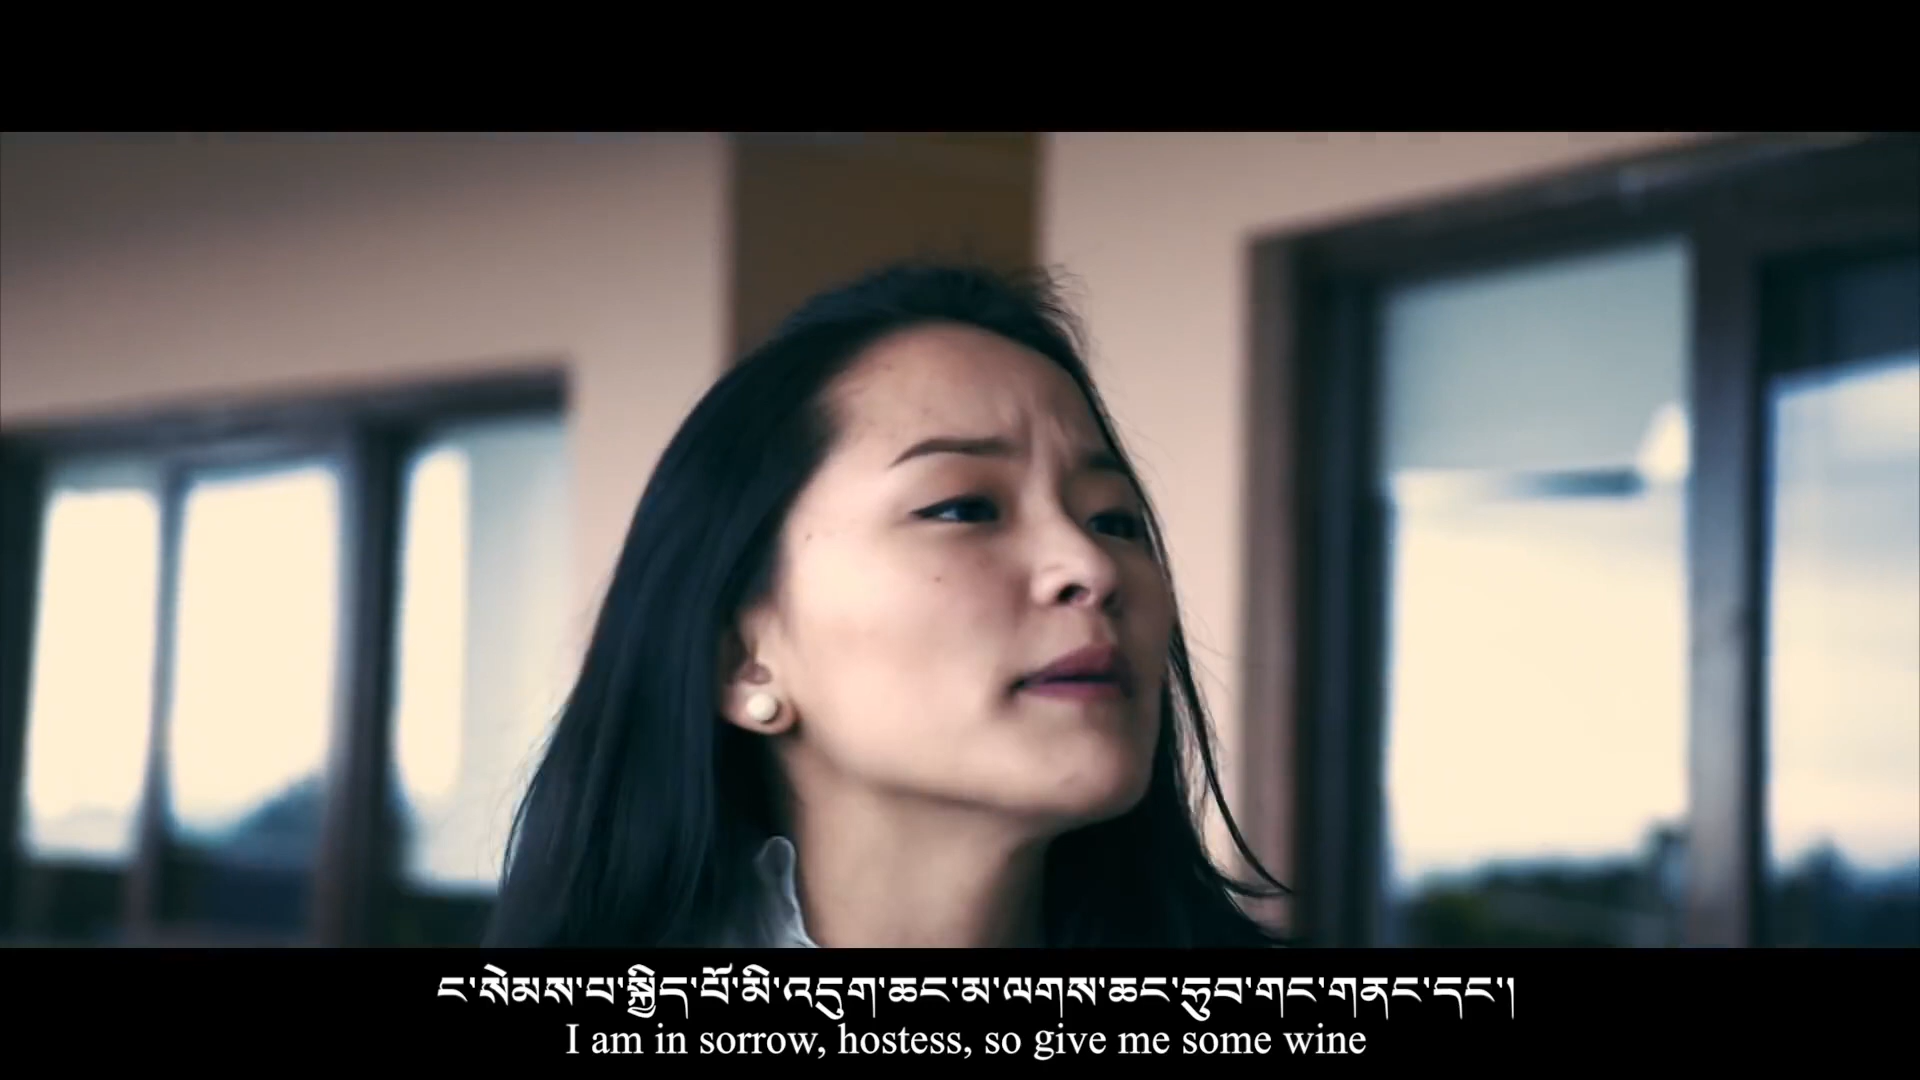 ང་སེམས་པ་སྐྱིད་པོ་མི་འདུག་ཆང་མ་ལགས་ཆང་ཧུབ་གང་གནང་དང་།
I am in sorrow, hostess, so give me some wine